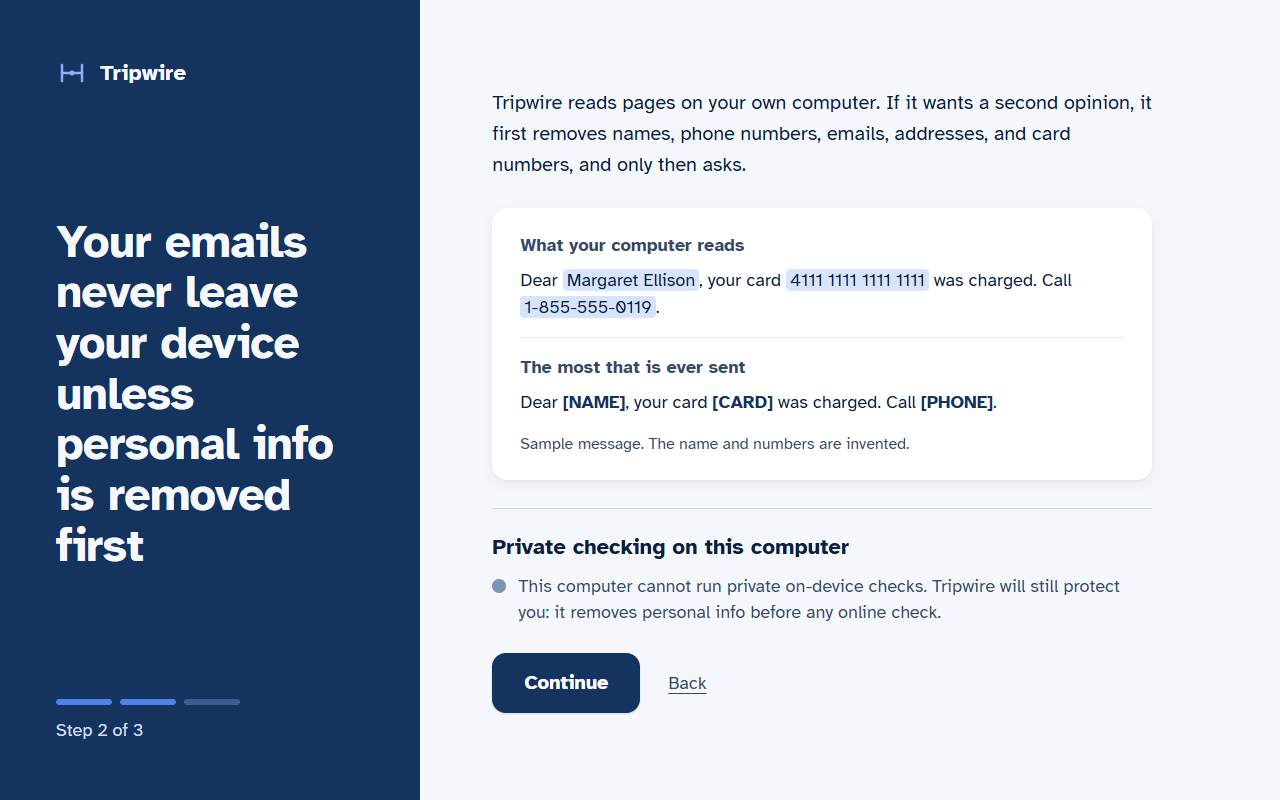 Tripwire
Your emails
never leave
your device
unless
personal info
is removed
first
Step 2 of 3
Tripwire reads pages on your own computer. If it wants a second opinion, it
first removes names, phone numbers, emails, addresses, and card
numbers, and only then asks.
What your computer reads
Dear Margaret Ellison, your card 4111 1111 1111 1111 was charged. Call
1-855-555-0119.
The most that is ever sent
Dear [NAME], your card [CARD] was charged. Call [PHONE].
Sample message. The name and numbers are invented.
Private checking on this computer
This computer cannot run private on-device checks. Tripwire will still protect
you: it removes personal info before any online check.
Continue
Back